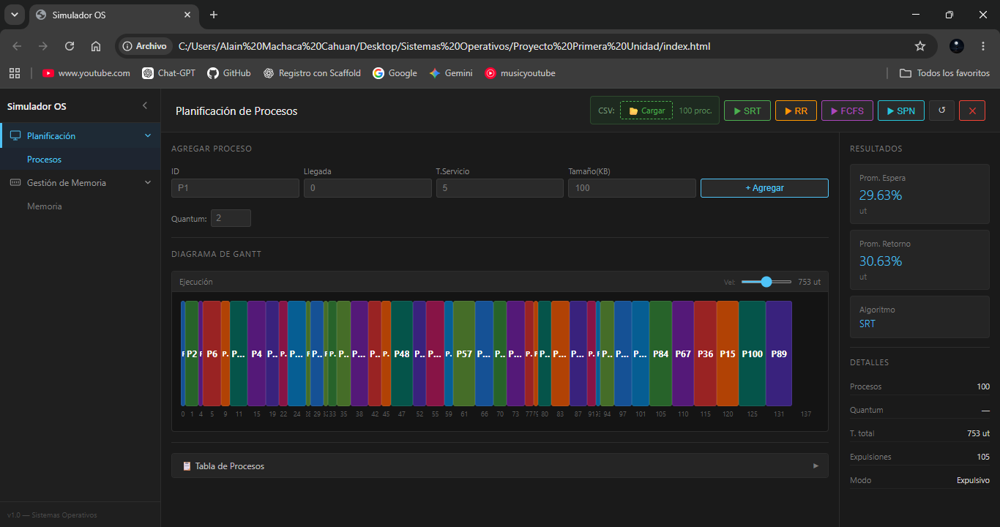 Simulador OS
Archivo C:/Users/Alain%20Machaca%20Cahuan/Desktop/Sistemas%20Operativos/Proyecto%20Primera%20Unidad/index.html
www.youtube.com Chat-GPT GitHub Registro con Scaffold Google Gemini musicyoutube Todos los favoritos
Simulador OS
Planificación
Procesos
Gestión de Memoria
Memoria
v1.0 — Sistemas Operativos
Planificación de Procesos
CSV: Cargar 100 proc. SRT RR FCFS SPN
AGREGAR PROCESO
ID Llegada T.Servicio Tamaño(KB)
P1 0 5 100 + Agregar
Quantum: 2
DIAGRAMA DE GANTT
Ejecución Vel: 753 ut
P2 P6 P... P4 P... P48 P57 P84 P67 P36 P15 P100 P89
0 1 4 5 9 11 15 19 22 24 29 33 35 38 42 45 47 52 55 59 61 66 70 73 80 83 87 94 97 101 105 110 115 120 125 131 137
Tabla de Procesos
RESULTADOS
Prom. Espera
29.63%
ut
Prom. Retorno
30.63%
ut
Algoritmo
SRT
DETALLES
Procesos 100
Quantum —
T. total 753 ut
Expulsiones 105
Modo Expulsivo